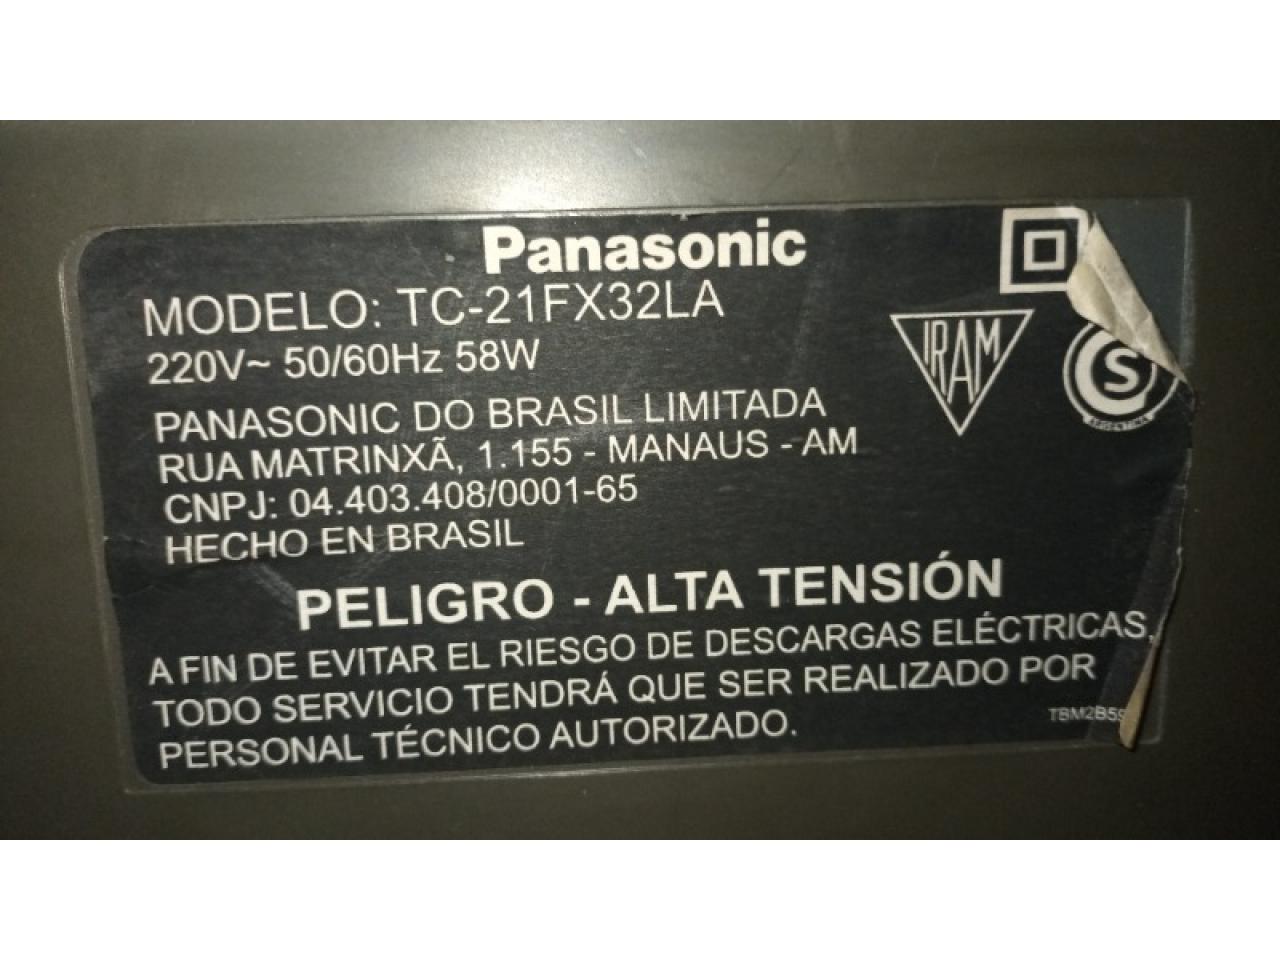 Panasonic
MODELO: TC-21FX32LA
220V~ 50/60Hz 58W
IRAM
S
ARGENTINA
PANASONIC DO BRASIL LIMITADA
RUA MATRINXÃ, 1.155 - MANAUS - AM
CNPJ: 04.403.408/0001-65
HECHO EN BRASIL
PELIGRO - ALTA TENSIÓN
A FIN DE EVITAR EL RIESGO DE DESCARGAS ELÉCTRICAS,
TODO SERVICIO TENDRÁ QUE SER REALIZADO POR
PERSONAL TÉCNICO AUTORIZADO.